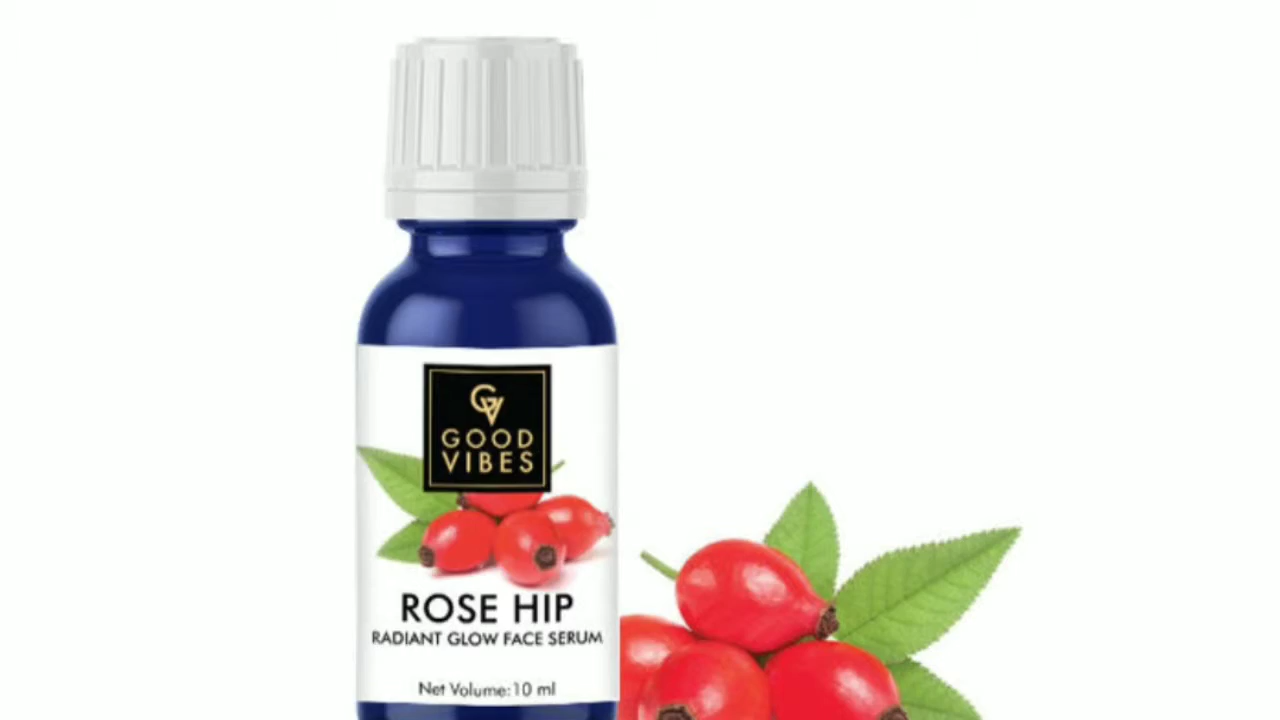 GV
GOOD
VIBES
ROSE HIP
RADIANT GLOW FACE SERUM
Net Volume:10 ml